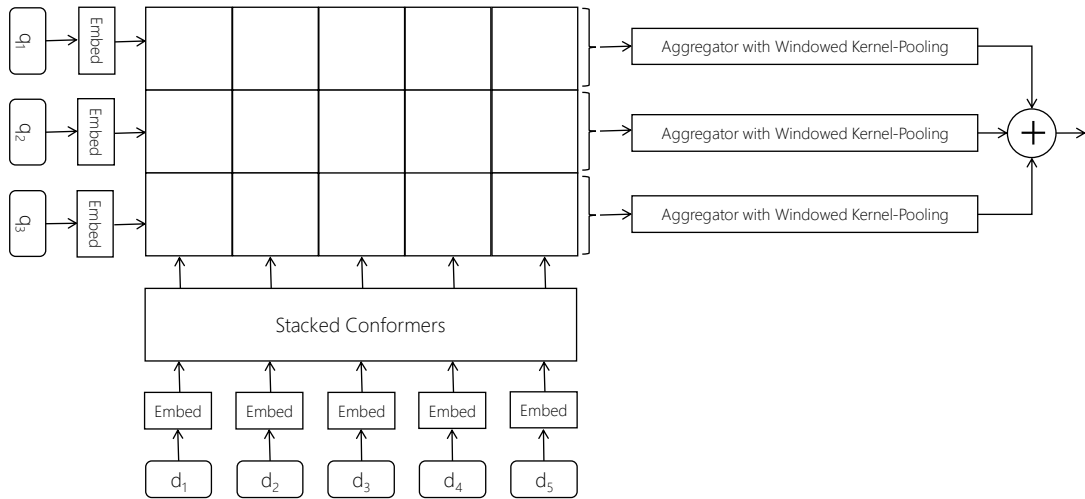 q₁
Embed
Aggregator with Windowed Kernel-Pooling
q₂
Embed
Aggregator with Windowed Kernel-Pooling
+
q₃
Embed
Aggregator with Windowed Kernel-Pooling
Stacked Conformers
Embed Embed Embed Embed Embed
d₁ d₂ d₃ d₄ d₅